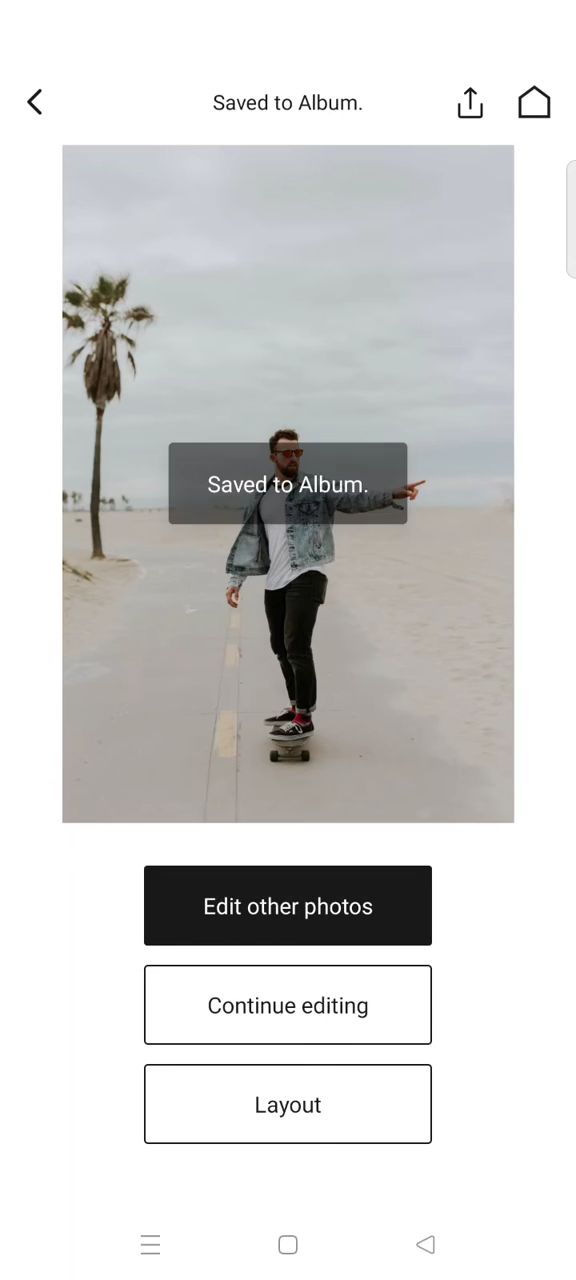 Saved to Album.
Saved to Album.
Edit other photos
Continue editing
Layout